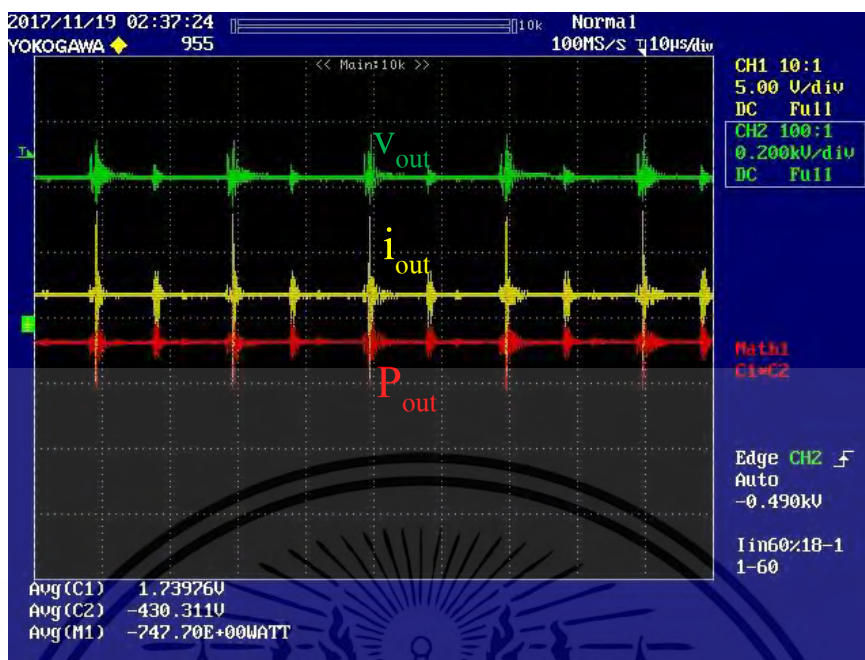 2017/11/19 02:37:24
10k
Normal
YOKOGAWA 955
100MS/s 10µs/div
<< Main:10k >>
CH1 10:1
5.00 V/div
DC Full
CH2 100:1
0.200kV/div
DC Full
Vout
iout
Math1
C1*C2
Pout
Edge CH2
Auto
-0.490kV
Iin60%18-1
1-60
Avg(C1) 1.73976V
Avg(C2) -430.311V
Avg(M1) -747.70E+00WATT